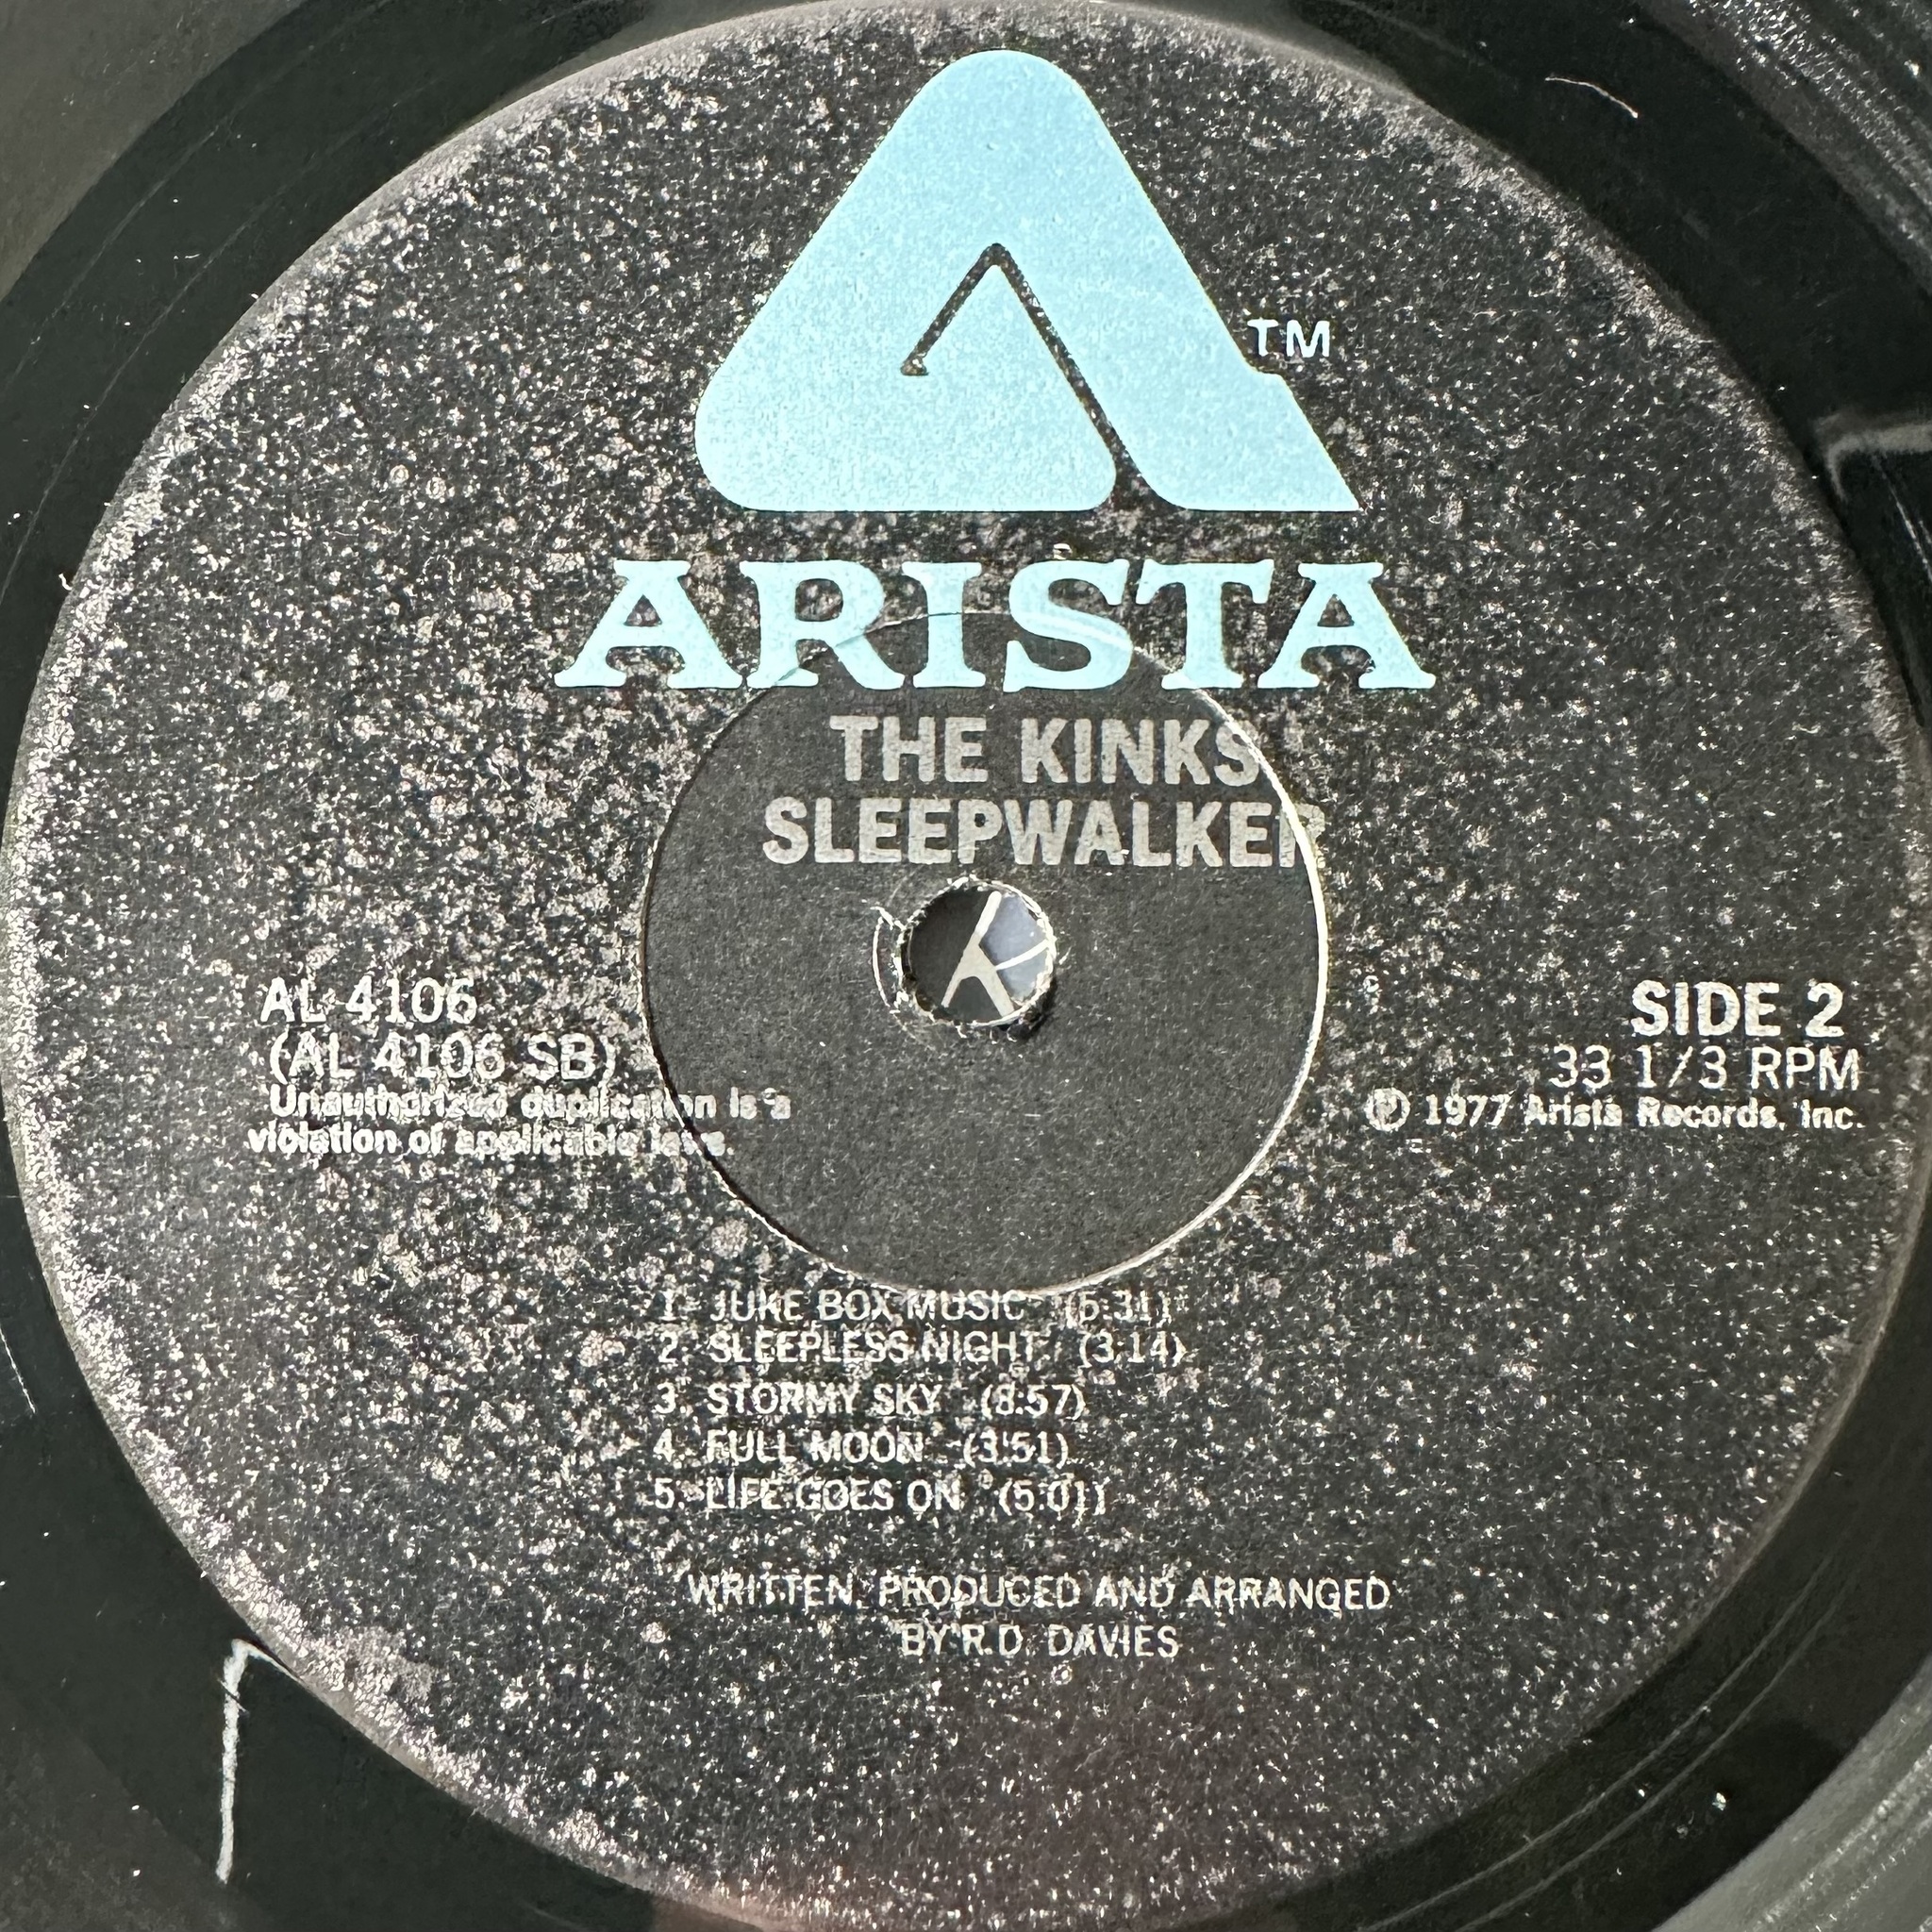 TM
ARISTA
THE KINKS
SLEEPWALKER
AL 4106
(AL 4106 SB)
Unauthorized duplication is a
violation of applicable laws.
SIDE 2
33 1/3 RPM
Ⓟ 1977 Arista Records, Inc.
1. JUKE BOX MUSIC (5:31)
2. SLEEPLESS NIGHT (3:14)
3. STORMY SKY (3:57)
4. FULL MOON (3:51)
5. LIFE GOES ON (5:01)
WRITTEN, PRODUCED AND ARRANGED
BY R.D. DAVIES